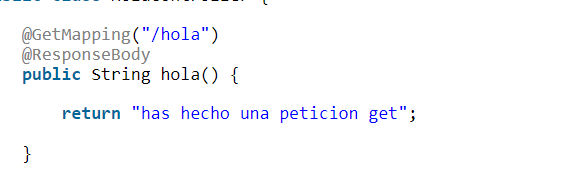 @GetMapping("/hola")
@ResponseBody
public String hola() {
return "has hecho una peticion get";
}